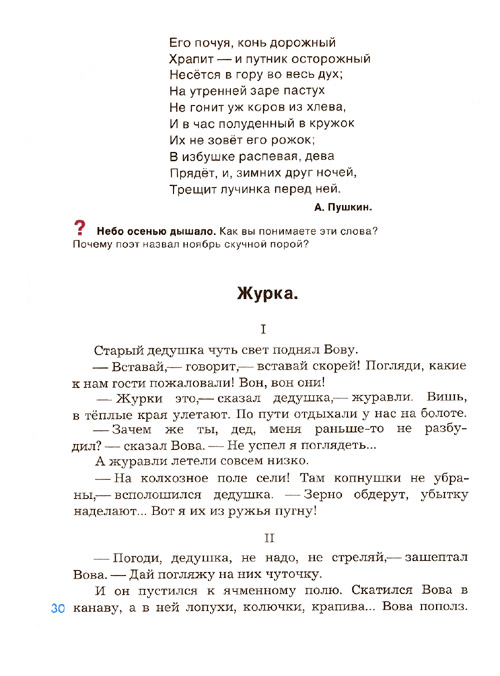 Его почуя, конь дорожный
Храпит — и путник осторожный
Несётся в гору во весь дух;
На утренней заре пастух
Не гонит уж коров из хлева,
И в час полуденный в кружок
Их не зовёт его рожок;
В избушке распевая, дева
Прядёт, и, зимних друг ночей,
Трещит лучинка перед ней.
А. Пушкин.
? Небо осенью дышало. Как вы понимаете эти слова?
Почему поэт назвал ноябрь скучной порой?
Журка.
I
Старый дедушка чуть свет поднял Вову.
— Вставай,— говорит,— вставай скорей! Погляди, какие
к нам гости пожаловали! Вон, вон они!
— Журки это,— сказал дедушка,— журавли. Вишь,
в тёплые края улетают. По пути отдыхали у нас на болоте.
— Зачем же ты, дед, меня раньше-то не разбу-
дил? — сказал Вова. — Не успел я поглядеть...
А журавли летели совсем низко.
— На колхозное поле сели! Там копнушки не убра-
ны,— всполошился дедушка. — Зерно обдерут, убытку
наделают... Вот я их из ружья пугну!
II
— Погоди, дедушка, не надо, не стреляй,— зашептал
Вова. — Дай погляжу на них чуточку.
И он пустился к ячменному полю. Скатился Вова в
канаву, а в ней лопухи, колючки, крапива... Вова пополз.
30